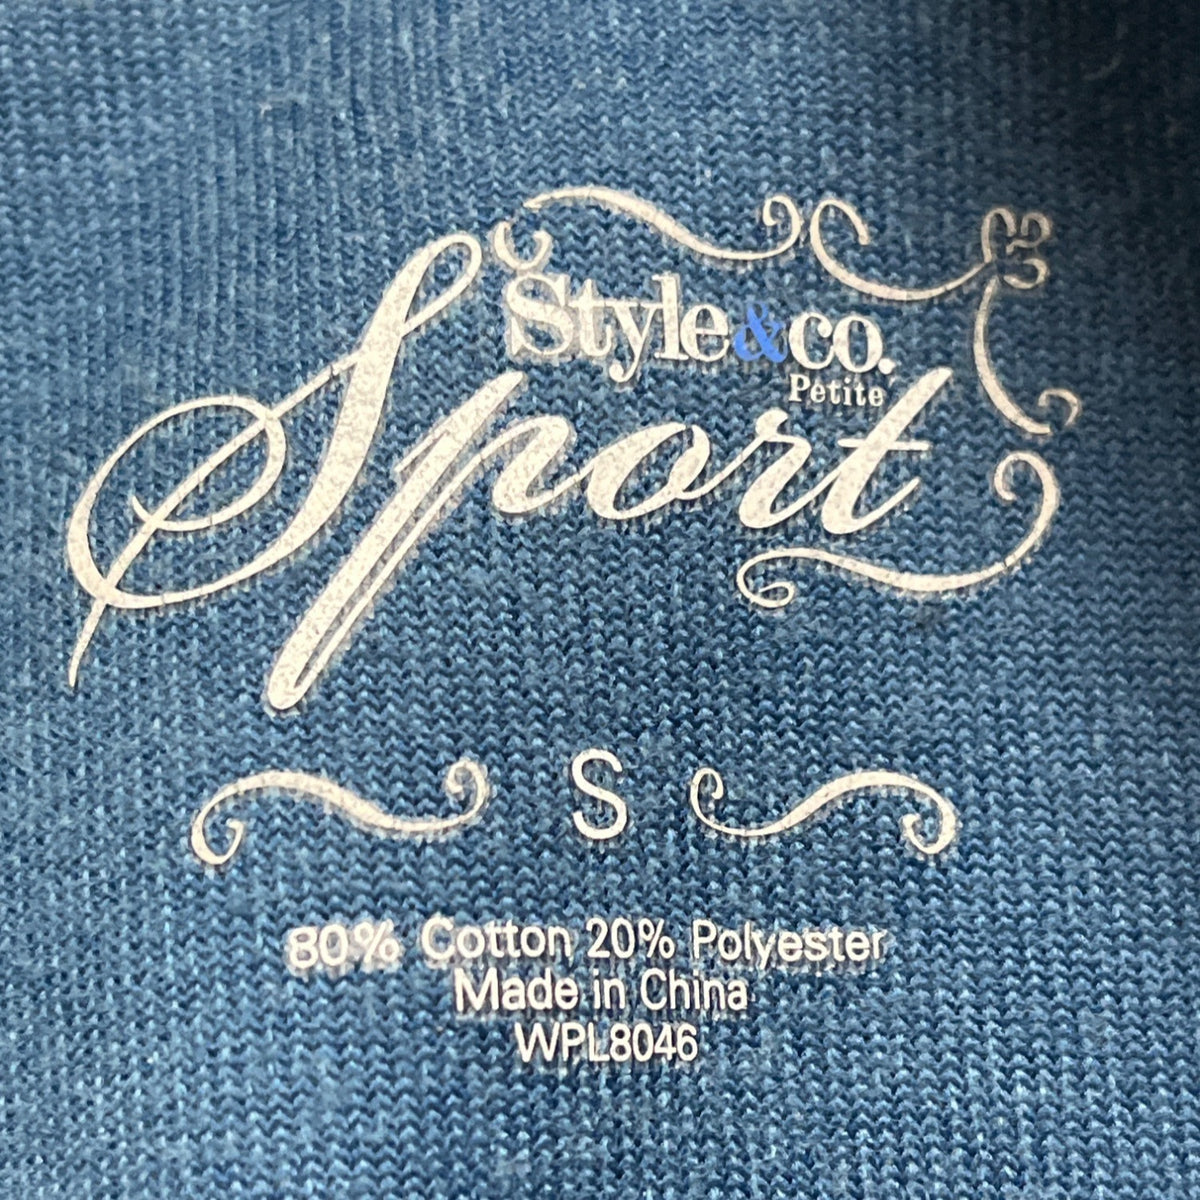 Style&co.
Petite
Sport
S
80% Cotton 20% Polyester
Made in China
WPL8046